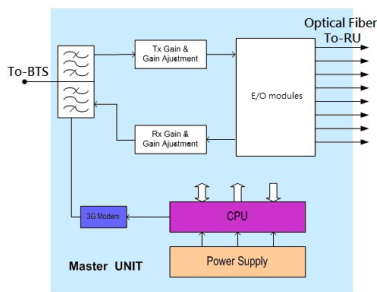 Optical Fiber
To-RU
To-BTS
Tx Gain &
Gain Ajustment
E/O modules
Rx Gain &
Gain Ajustment
3G Modem
CPU
Power Supply
Master UNIT